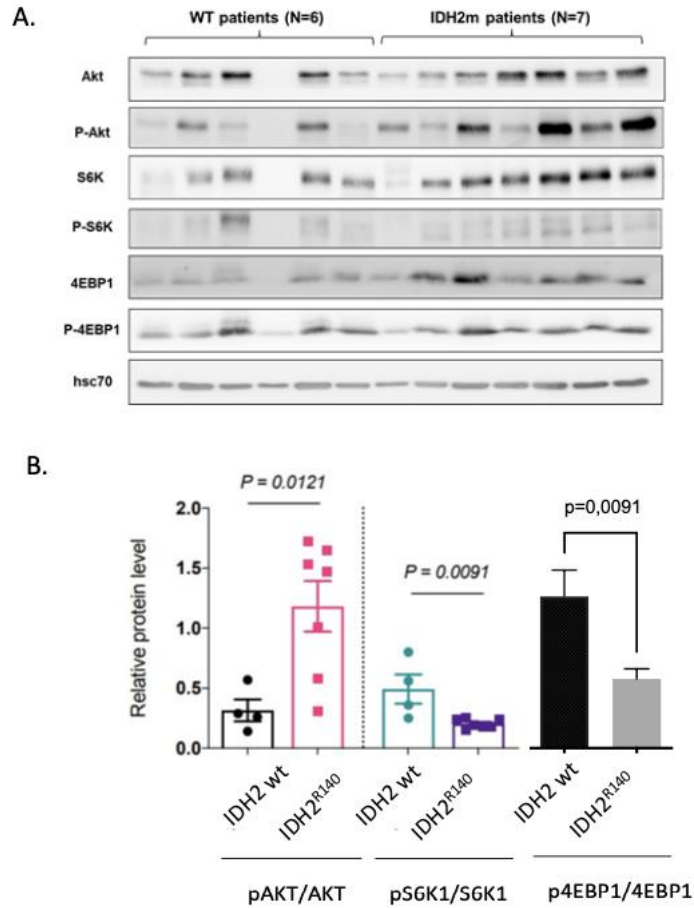 A.
WT patients (N=6)
IDH2m patients (N=7)
Akt
P-Akt
S6K
P-S6K
4EBP1
P-4EBP1
hsc70
B.
P = 0.0121
P = 0.0091
p=0,0091
Relative protein level
2.0
1.5
1.0
0.5
0.0
IDH2 wt
IDH2R140
IDH2 wt
IDH2R140
IDH2 wt
IDH2R140
pAKT/AKT
pS6K1/S6K1
p4EBP1/4EBP1